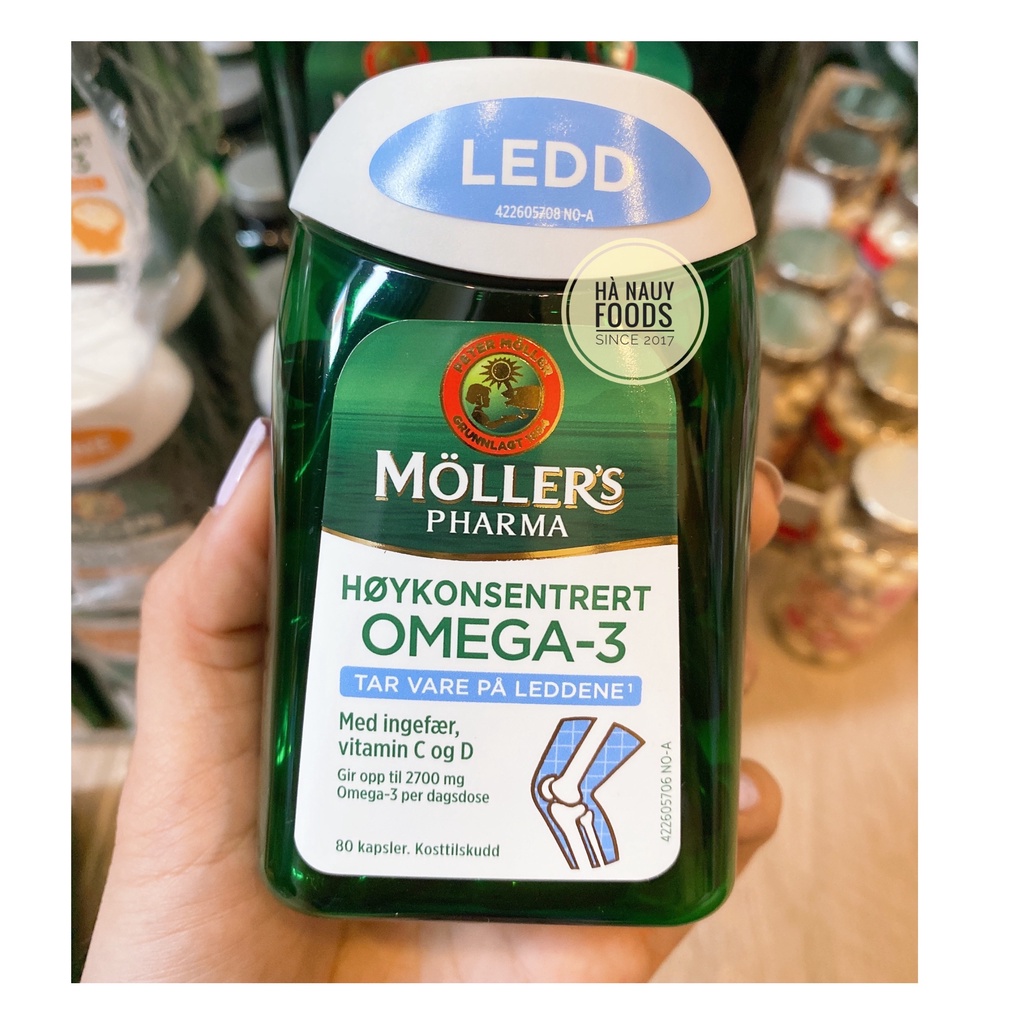 LEDD
422605708 NO-A
HÀ NAUY
FOODS
SINCE 2017
PETER MÖLLER
GRUNNLAGT 1854
MÖLLER'S
PHARMA
HØYKONSENTRERT
OMEGA-3
TAR VARE PÅ LEDDENE¹
Med ingefær,
vitamin C og D
Gir opp til 2700 mg
Omega-3 per dagsdose
80 kapsler. Kosttilskudd
422605706 NO-A